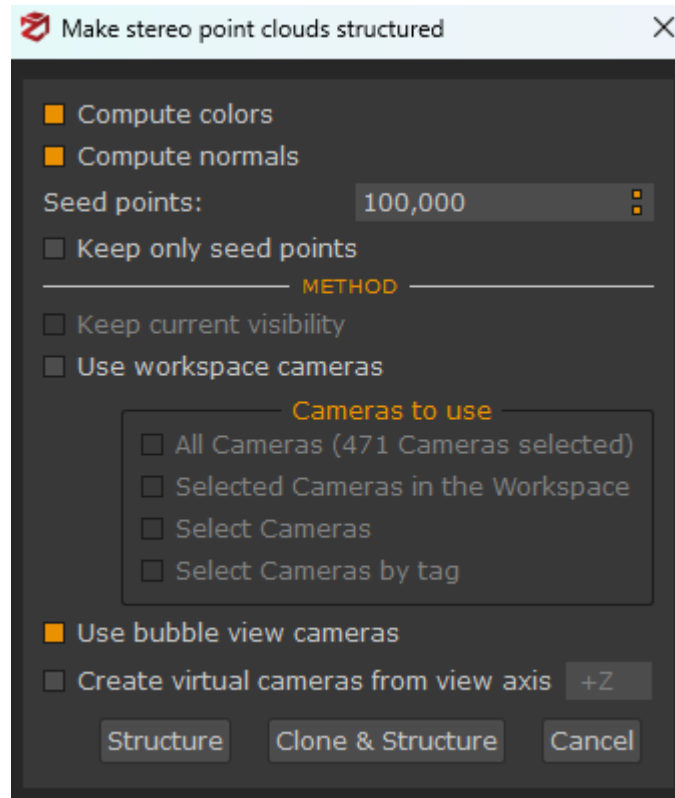 Make stereo point clouds structured
Compute colors
Compute normals
Seed points: 100,000
Keep only seed points
METHOD
Keep current visibility
Use workspace cameras
Cameras to use
All Cameras (471 Cameras selected)
Selected Cameras in the Workspace
Select Cameras
Select Cameras by tag
Use bubble view cameras
Create virtual cameras from view axis +Z
Structure Clone & Structure Cancel